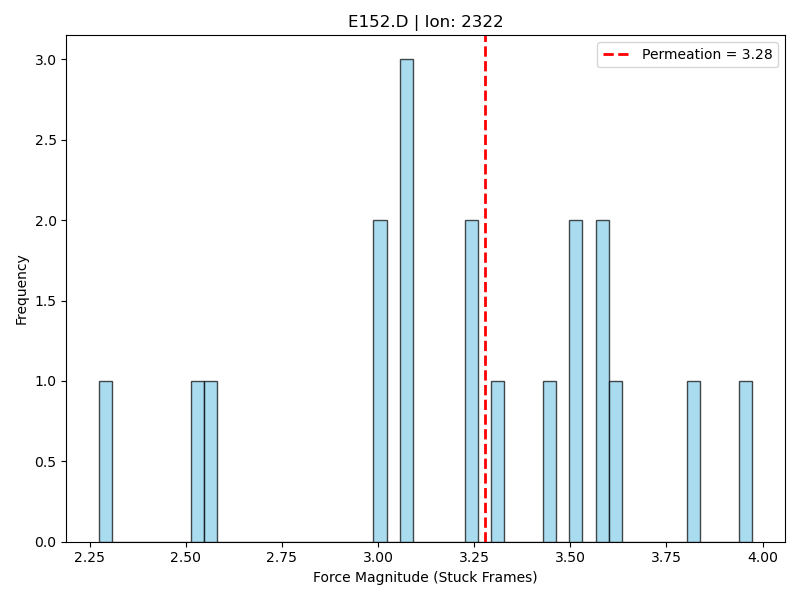 E152.D | Ion: 2322
Permeation = 3.28
3.0
2.5
2.0
1.5
1.0
0.5
0.0
Frequency
2.25 2.50 2.75 3.00 3.25 3.50 3.75 4.00
Force Magnitude (Stuck Frames)